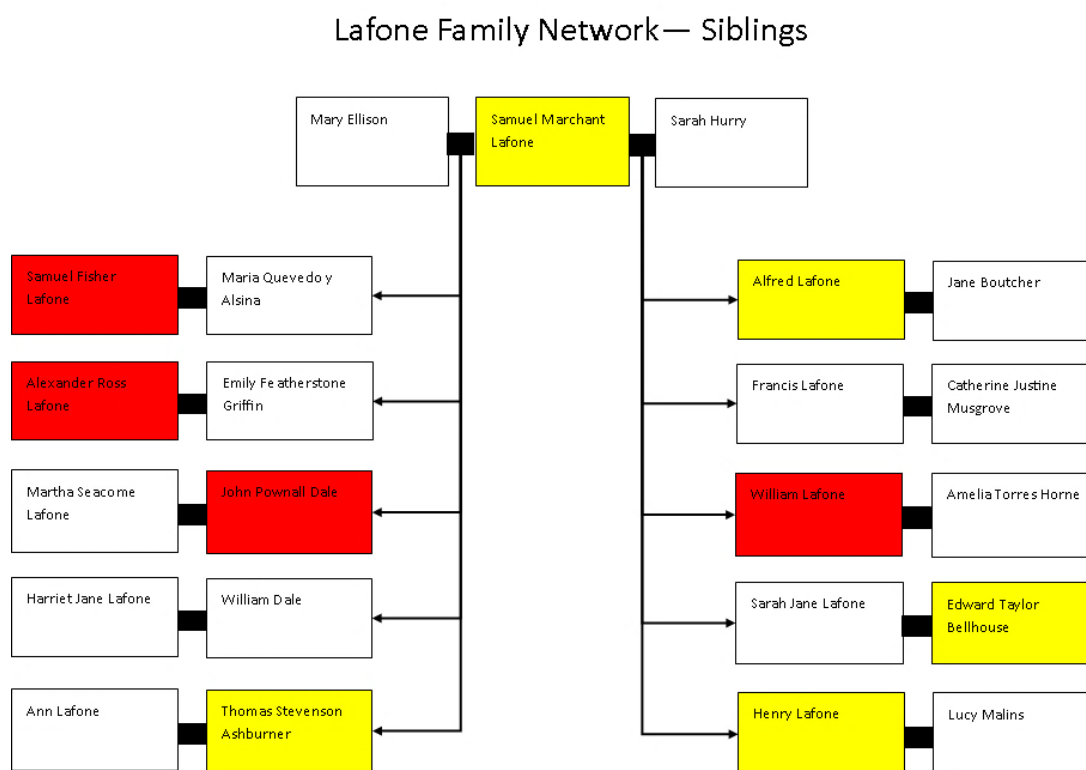 Lafone Family Network— Siblings
Mary Ellison
Samuel Marchant
Lafone
Sarah Hurry
Samuel Fisher
Lafone
Maria Quevedo y
Alsina
Alfred Lafone
Jane Boutcher
Alexander Ross
Lafone
Emily Featherstone
Griffin
Francis Lafone
Catherine Justine
Musgrove
Martha Seacome
Lafone
John Pownall Dale
William Lafone
Amelia Torres Horne
Harriet Jane Lafone
William Dale
Sarah Jane Lafone
Edward Taylor
Bellhouse
Ann Lafone
Thomas Stevenson
Ashburner
Henry Lafone
Lucy Malins